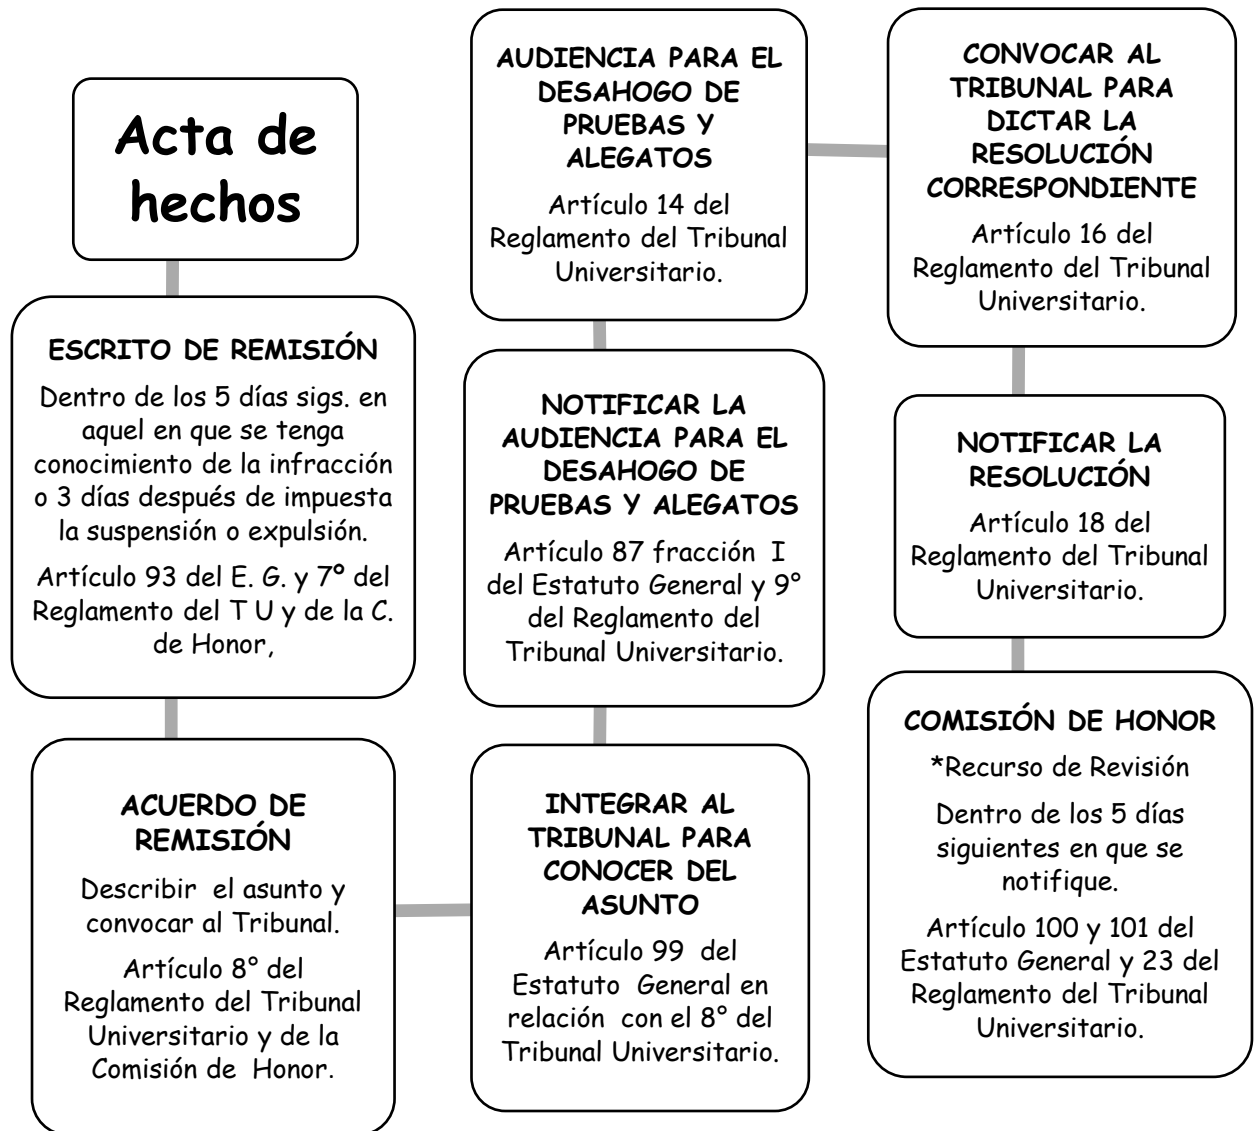 Acta de
hechos
ESCRITO DE REMISIÓN
Dentro de los 5 días sigs. en
aquel en que se tenga
conocimiento de la infracción
o 3 días después de impuesta
la suspensión o expulsión.
Artículo 93 del E. G. y 7º del
Reglamento del T U y de la C.
de Honor,
ACUERDO DE
REMISIÓN
Describir el asunto y
convocar al Tribunal.
Artículo 8° del
Reglamento del Tribunal
Universitario y de la
Comisión de Honor.
INTEGRAR AL
TRIBUNAL PARA
CONOCER DEL
ASUNTO
Artículo 99 del
Estatuto General en
relación con el 8° del
Tribunal Universitario.
NOTIFICAR LA
AUDIENCIA PARA EL
DESAHOGO DE
PRUEBAS Y ALEGATOS
Artículo 87 fracción I
del Estatuto General y 9°
del Reglamento del
Tribunal Universitario.
AUDIENCIA PARA EL
DESAHOGO DE
PRUEBAS Y
ALEGATOS
Artículo 14 del
Reglamento del Tribunal
Universitario.
CONVOCAR AL
TRIBUNAL PARA
DICTAR LA
RESOLUCIÓN
CORRESPONDIENTE
Artículo 16 del
Reglamento del Tribunal
Universitario.
NOTIFICAR LA
RESOLUCIÓN
Artículo 18 del
Reglamento del Tribunal
Universitario.
COMISIÓN DE HONOR
*Recurso de Revisión
Dentro de los 5 días
siguientes en que se
notifique.
Artículo 100 y 101 del
Estatuto General y 23 del
Reglamento del Tribunal
Universitario.